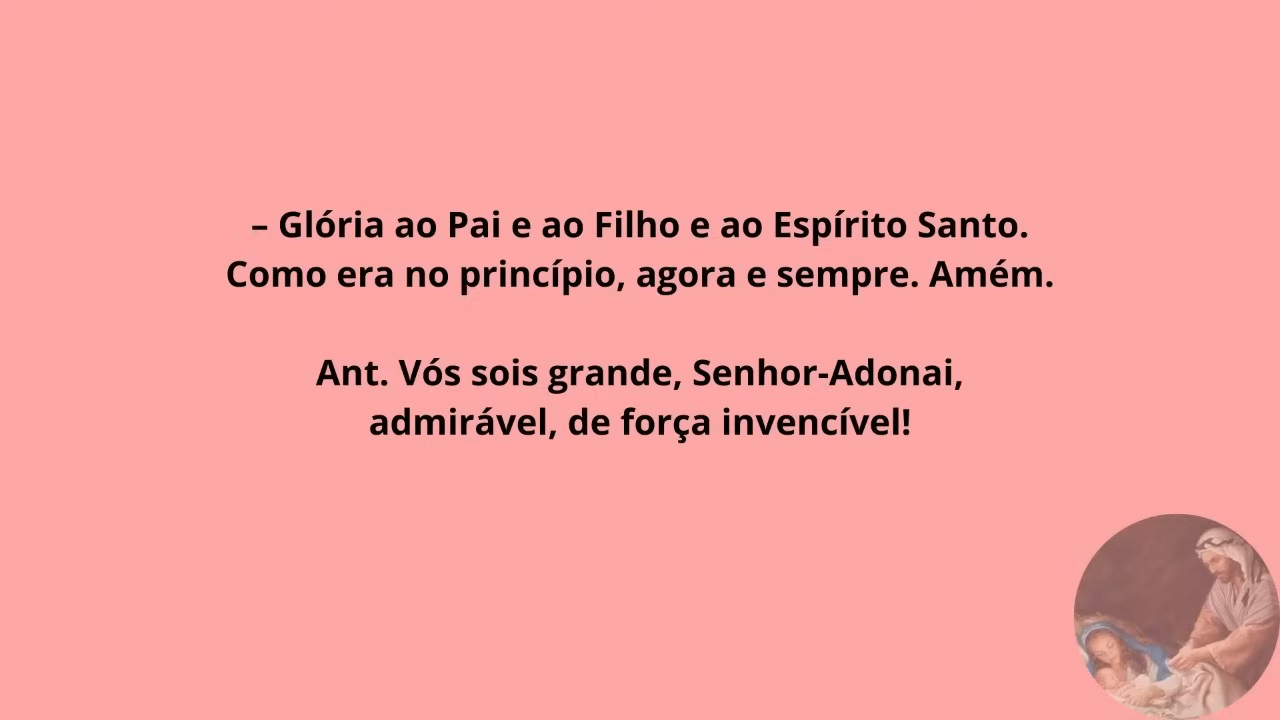 – Glória ao Pai e ao Filho e ao Espírito Santo.
Como era no princípio, agora e sempre. Amém.
Ant. Vós sois grande, Senhor-Adonai,
admirável, de força invencível!